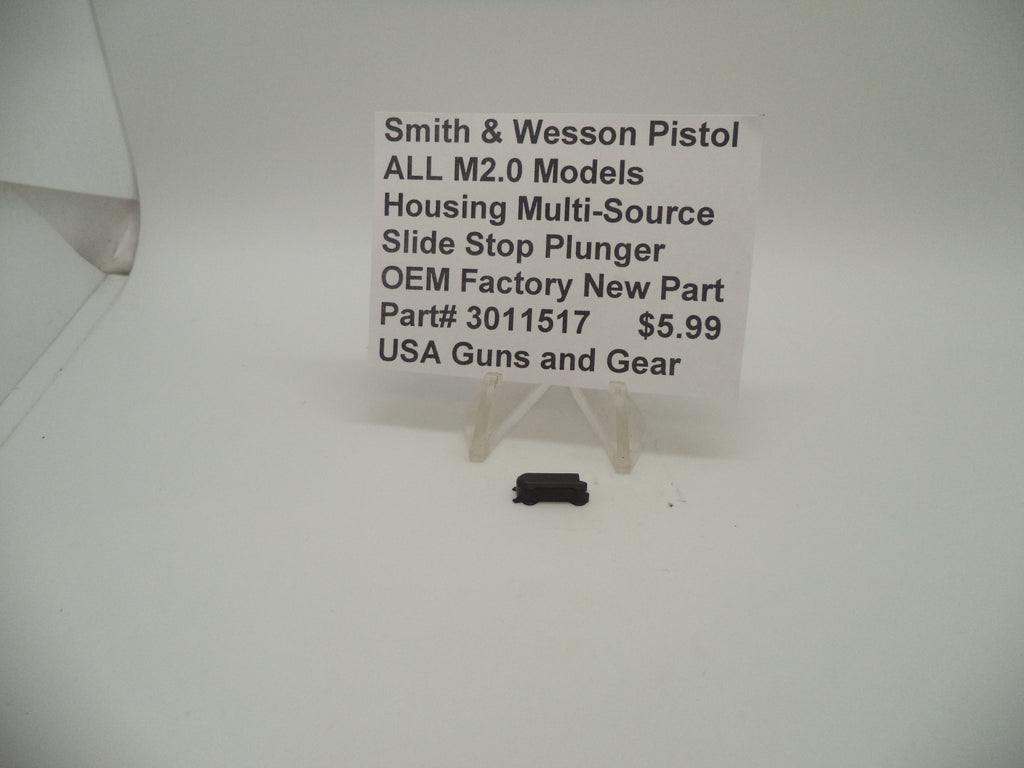 Smith & Wesson Pistol
ALL M2.0 Models
Housing Multi-Source
Slide Stop Plunger
OEM Factory New Part
Part# 3011517 $5.99
USA Guns and Gear